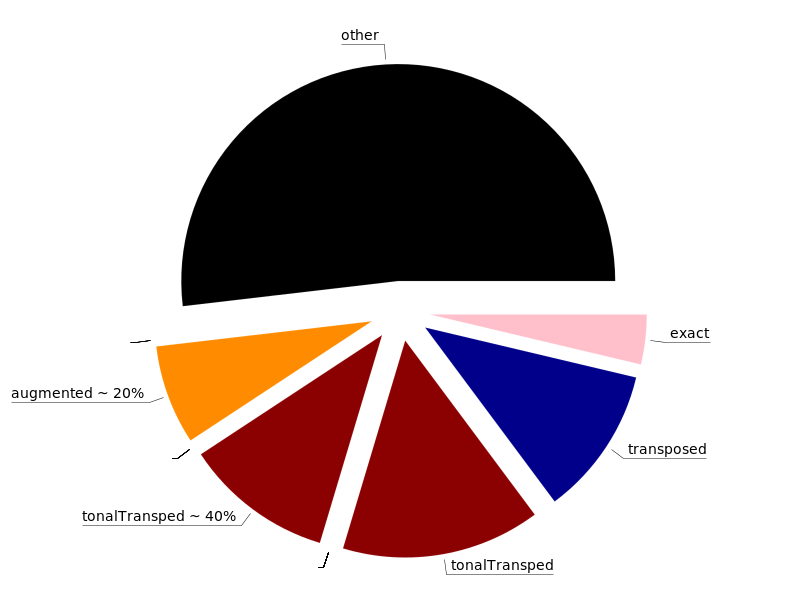 other
exact
augmented ~ 20%
transposed
tonalTransped ~ 40%
tonalTransped